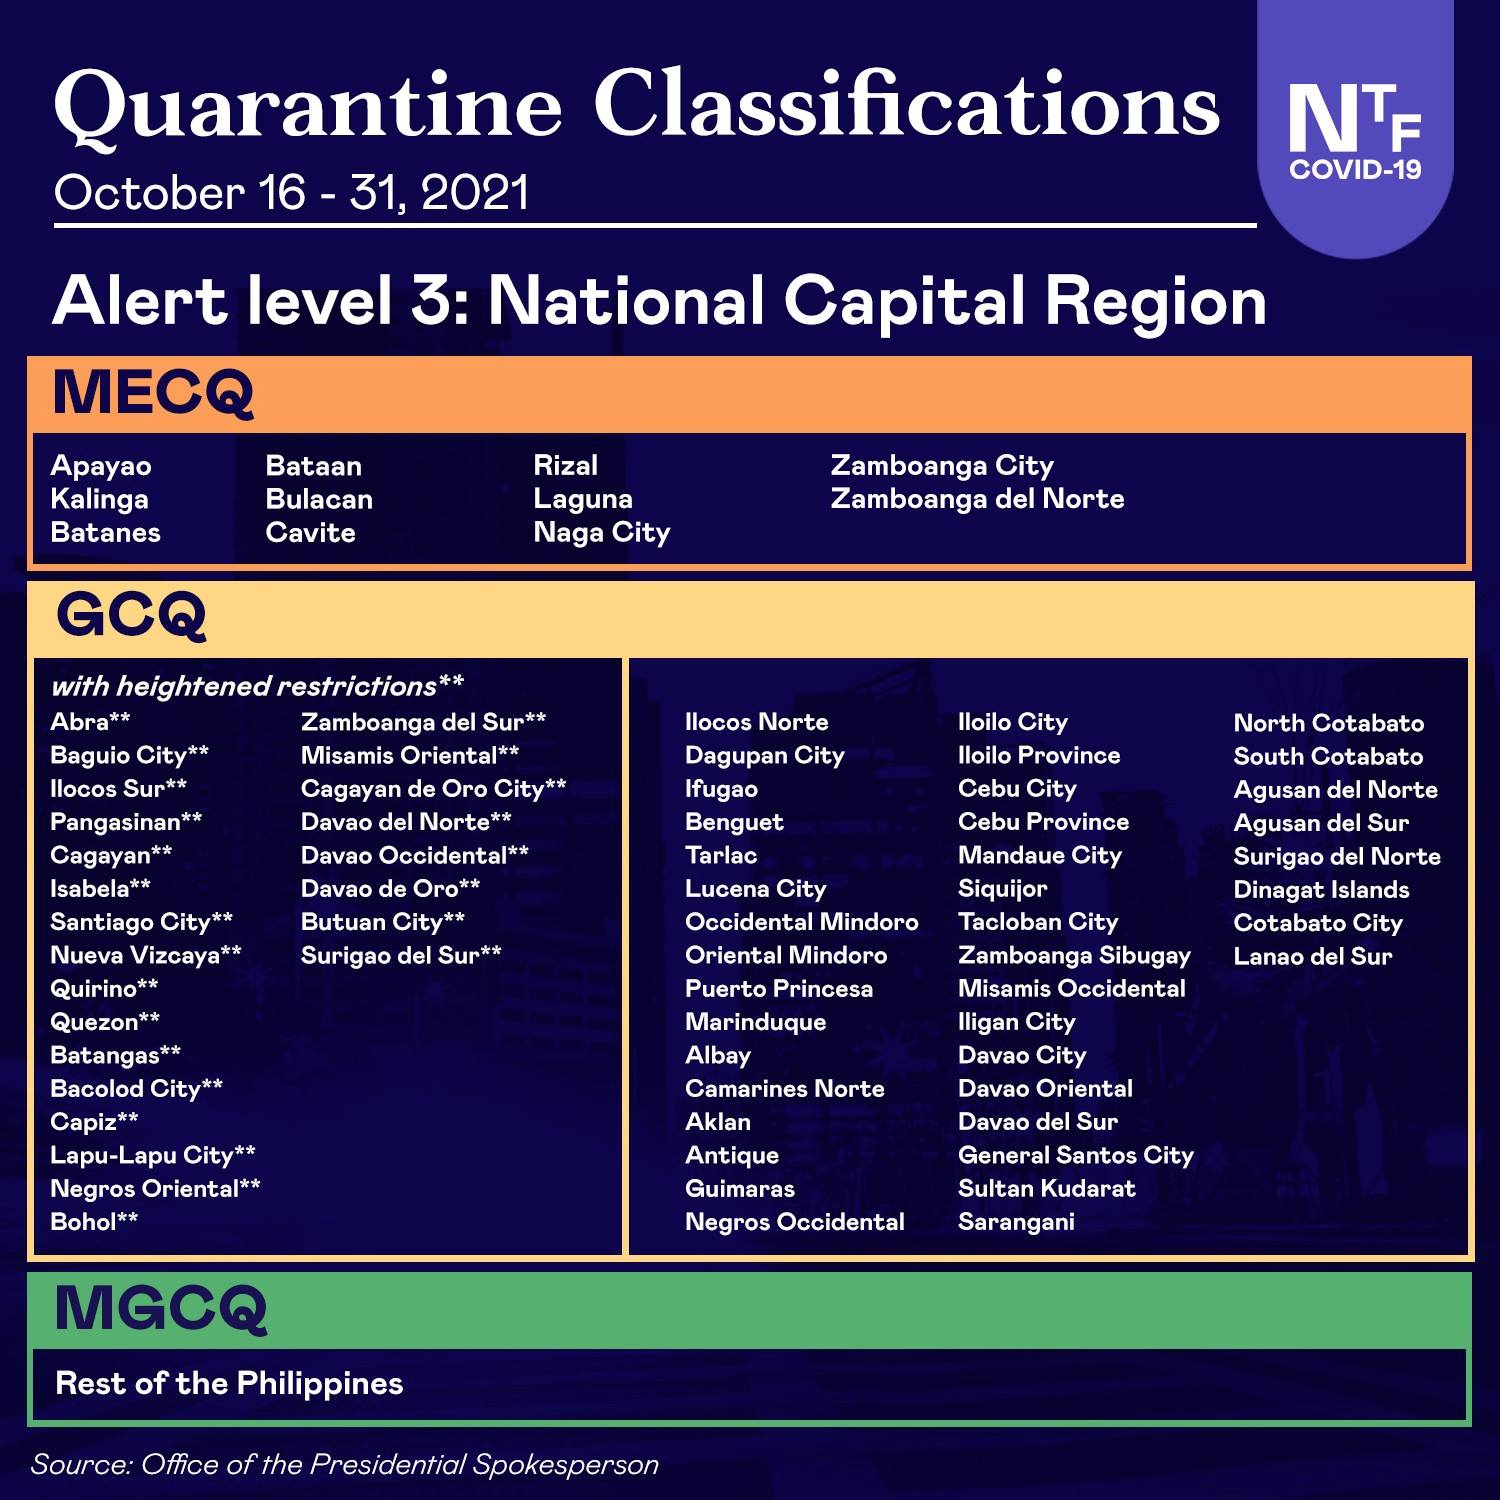 Quarantine Classifications
October 16 - 31, 2021
NTF
COVID-19
Alert level 3: National Capital Region
MECQ
Apayao
Kalinga
Batanes
Bataan
Bulacan
Cavite
Rizal
Laguna
Naga City
Zamboanga City
Zamboanga del Norte
GCQ
with heightened restrictions**
Abra**
Baguio City**
Ilocos Sur**
Pangasinan**
Cagayan**
Isabela**
Santiago City**
Nueva Vizcaya**
Quirino**
Quezon**
Batangas**
Bacolod City**
Capiz**
Lapu-Lapu City**
Negros Oriental**
Bohol**
Zamboanga del Sur**
Misamis Oriental**
Cagayan de Oro City**
Davao del Norte**
Davao Occidental**
Davao de Oro**
Butuan City**
Surigao del Sur**
Ilocos Norte
Dagupan City
Ifugao
Benguet
Tarlac
Lucena City
Occidental Mindoro
Oriental Mindoro
Puerto Princesa
Marinduque
Albay
Camarines Norte
Aklan
Antique
Guimaras
Negros Occidental
Iloilo City
Iloilo Province
Cebu City
Cebu Province
Mandaue City
Siquijor
Tacloban City
Zamboanga Sibugay
Misamis Occidental
Iligan City
Davao City
Davao Oriental
Davao del Sur
General Santos City
Sultan Kudarat
Sarangani
North Cotabato
South Cotabato
Agusan del Norte
Agusan del Sur
Surigao del Norte
Dinagat Islands
Cotabato City
Lanao del Sur
MGCQ
Rest of the Philippines
Source: Office of the Presidential Spokesperson